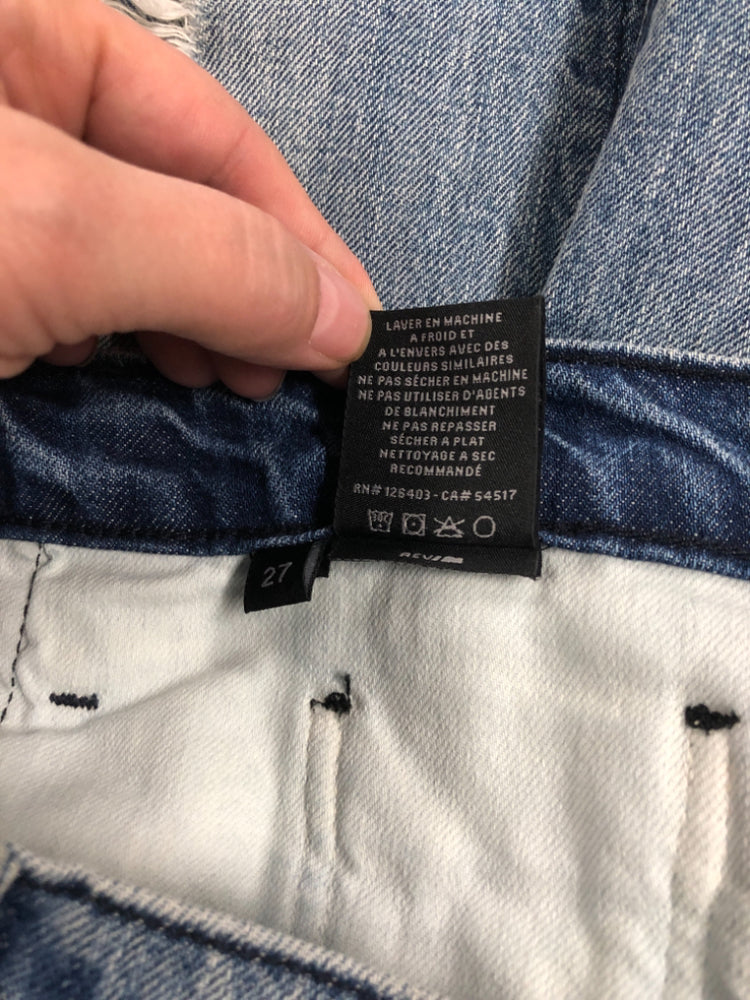 LAVER EN MACHINE
A FROID ET
A L'ENVERS AVEC DES
COULEURS SIMILAIRES
NE PAS SÉCHER EN MACHINE
NE PAS UTILISER D'AGENTS
DE BLANCHIMENT
NE PAS REPASSER
SÉCHER A PLAT
NETTOYAGE A SEC
RECOMMANDÉ
RN# 126403 - CA# 54517
27